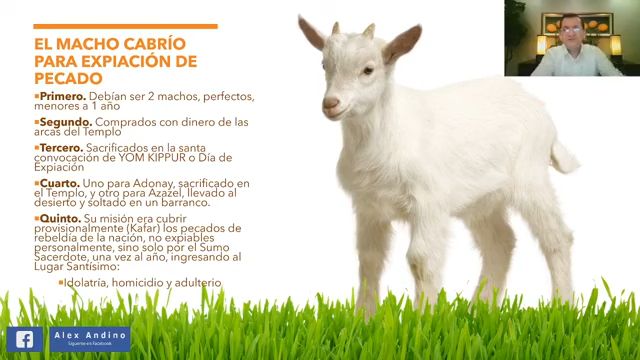 EL MACHO CABRÍO
PARA EXPIACIÓN DE
PECADO
Primero. Debían ser 2 machos, perfectos,
menores a 1 año
Segundo. Comprados con dinero de las
arcas del Templo
Tercero. Sacrificados en la santa
convocación de YOM KIPPUR o Día de
Expiación
Cuarto. Uno para Adonay, sacrificado en
el Templo, y otro para Azazel, llevado al
desierto y soltado en un barranco.
Quinto. Su misión era cubrir
provisionalmente (Kafar) los pecados de
rebeldía de la nación, no expiables
personalmente, sino solo por el Sumo
Sacerdote, una vez al año, ingresando al
Lugar Santísimo:
Idolatría, homicidio y adulterio
Alex Andino
Sígueme en Facebook